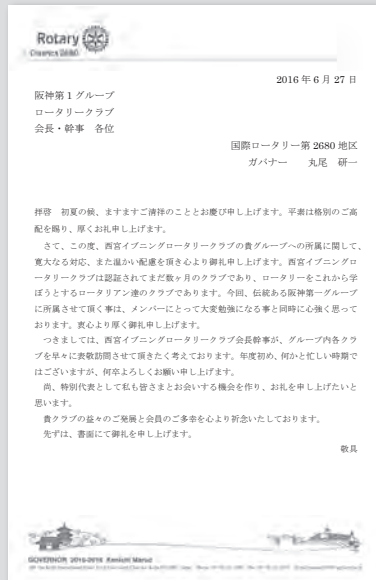 Rotary
District 2680
2016 年 6 月 27 日
阪神第 1 グループ
ロータリークラブ
会長・幹事　各位
国際ロータリー第 2680 地区
ガバナー　　丸尾　研一
拝啓　初夏の候、ますますご清祥のこととお慶び申し上げます。平素は格別のご高
配を賜り、厚くお礼申し上げます。
さて、この度、西宮イブニングロータリークラブの貴グループへの所属に関して、
寛大なる対応、また温かい配慮を頂き心より御礼申し上げます。西宮イブニングロ
ータリークラブは認証されてまだ数ヶ月のクラブであり、ロータリーをこれから学
ぼうとするロータリアン達のクラブであります。今回、伝統ある阪神第一グループ
に所属させて頂く事は、メンバーにとって大変勉強になる事と同時に心強く思って
おります。衷心より厚く御礼申し上げます。
つきましては、西宮イブニングロータリークラブ会長幹事が、グループ内各クラ
ブを早々に表敬訪問させて頂きたく考えております。年度初め、何かと忙しい時期で
はございますが、何卒よろしくお願い申し上げます。
尚、特別代表として私も皆さまとお会いする機会を作り、お礼を申し上げたいと
思います。
貴クラブの益々のご発展と会員のご多幸を心より祈念いたしております。
先ずは、書面にて御礼を申し上げます。
敬具
GOVERNOR 2015-2016 Kenichi Maruo